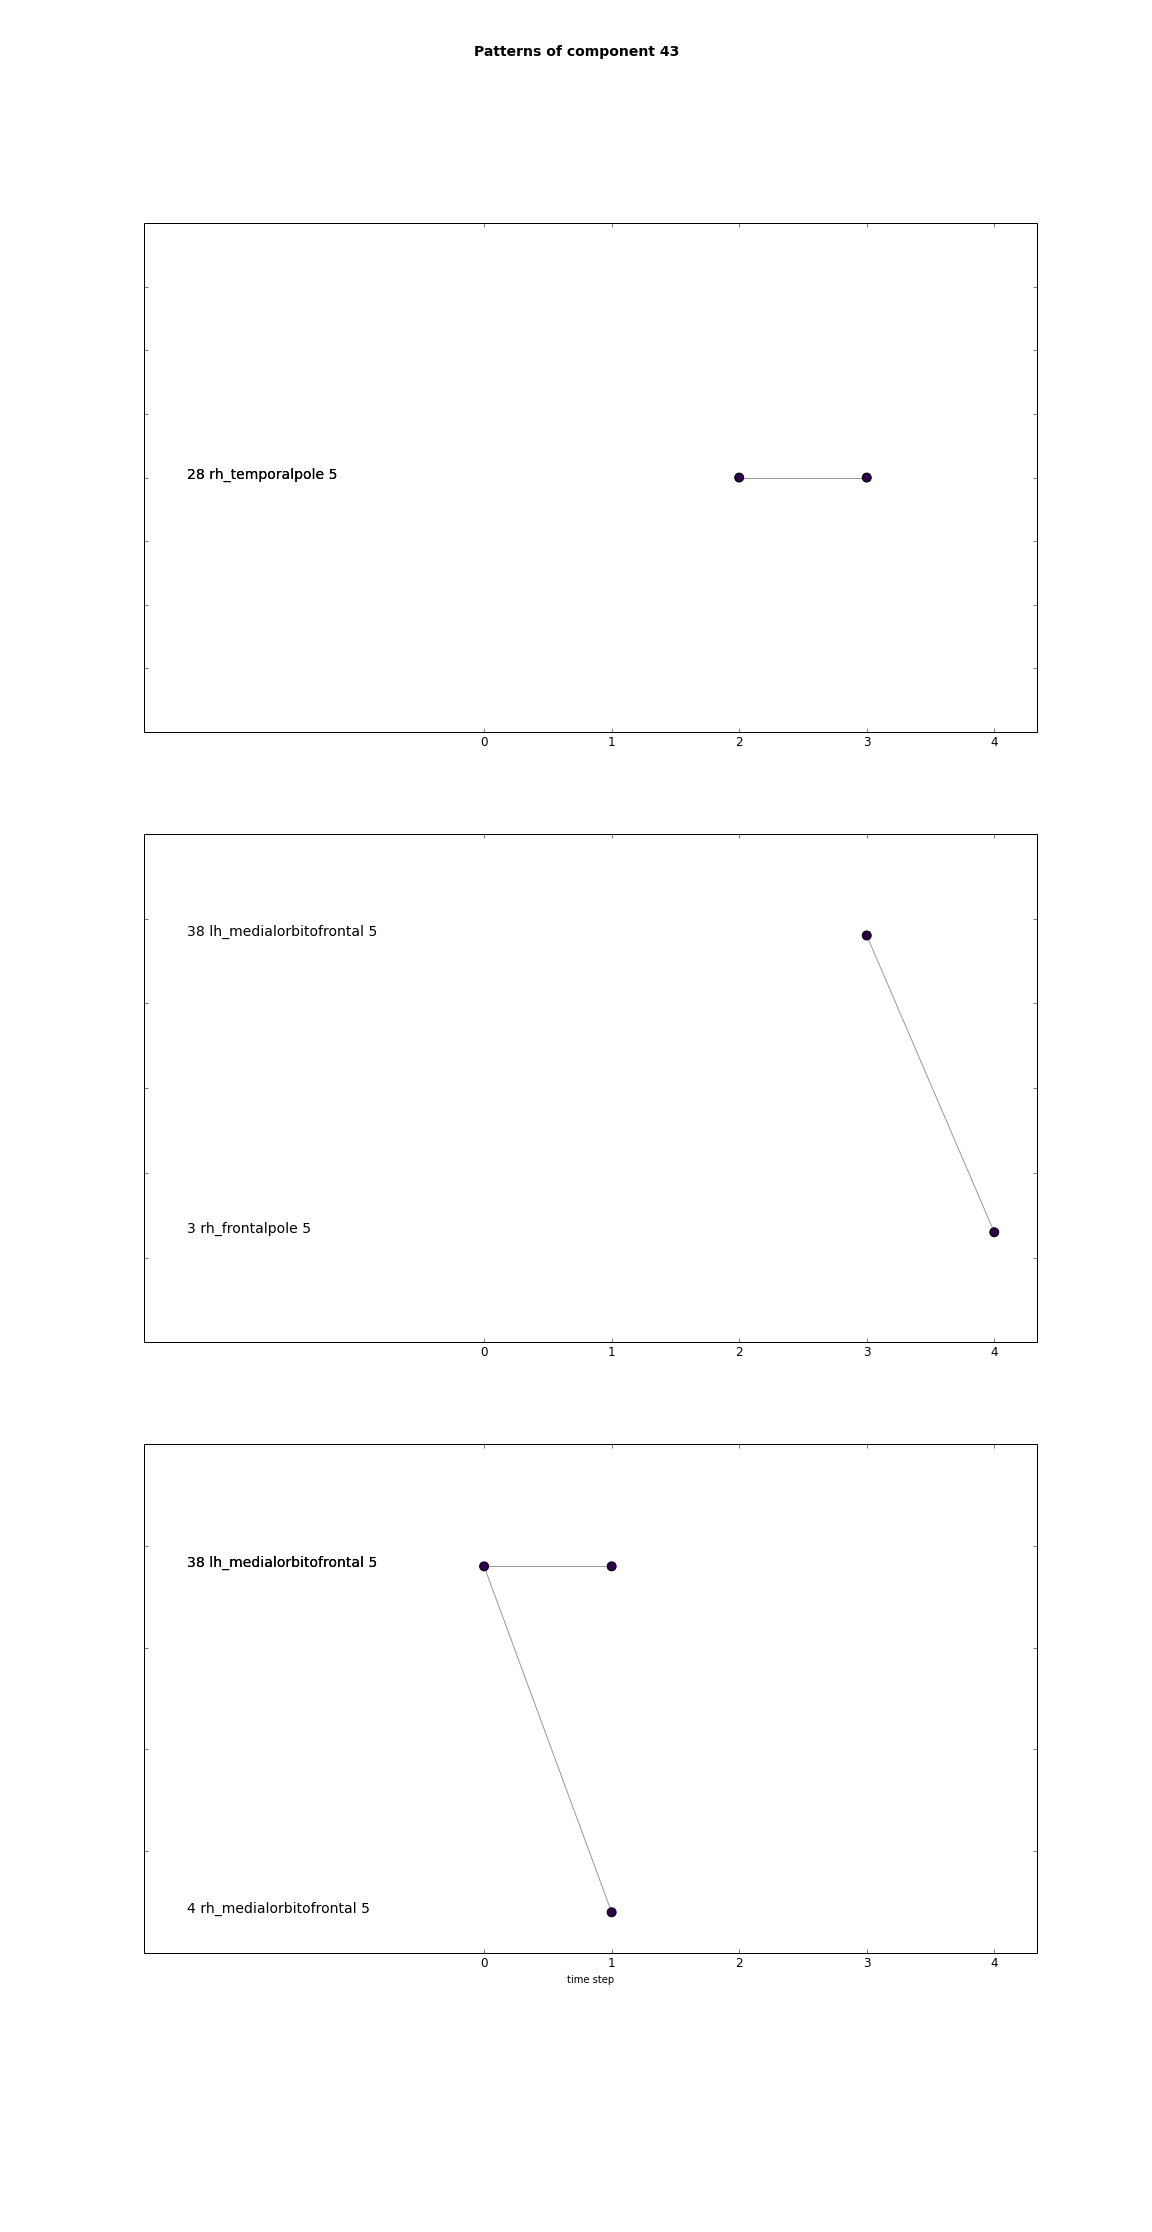 Patterns of component 43
28 rh_temporalpole 5
0 1 2 3 4
38 lh_medialorbitofrontal 5
3 rh_frontalpole 5
0 1 2 3 4
38 lh_medialorbitofrontal 5
4 rh_medialorbitofrontal 5
0 1 2 3 4
time step